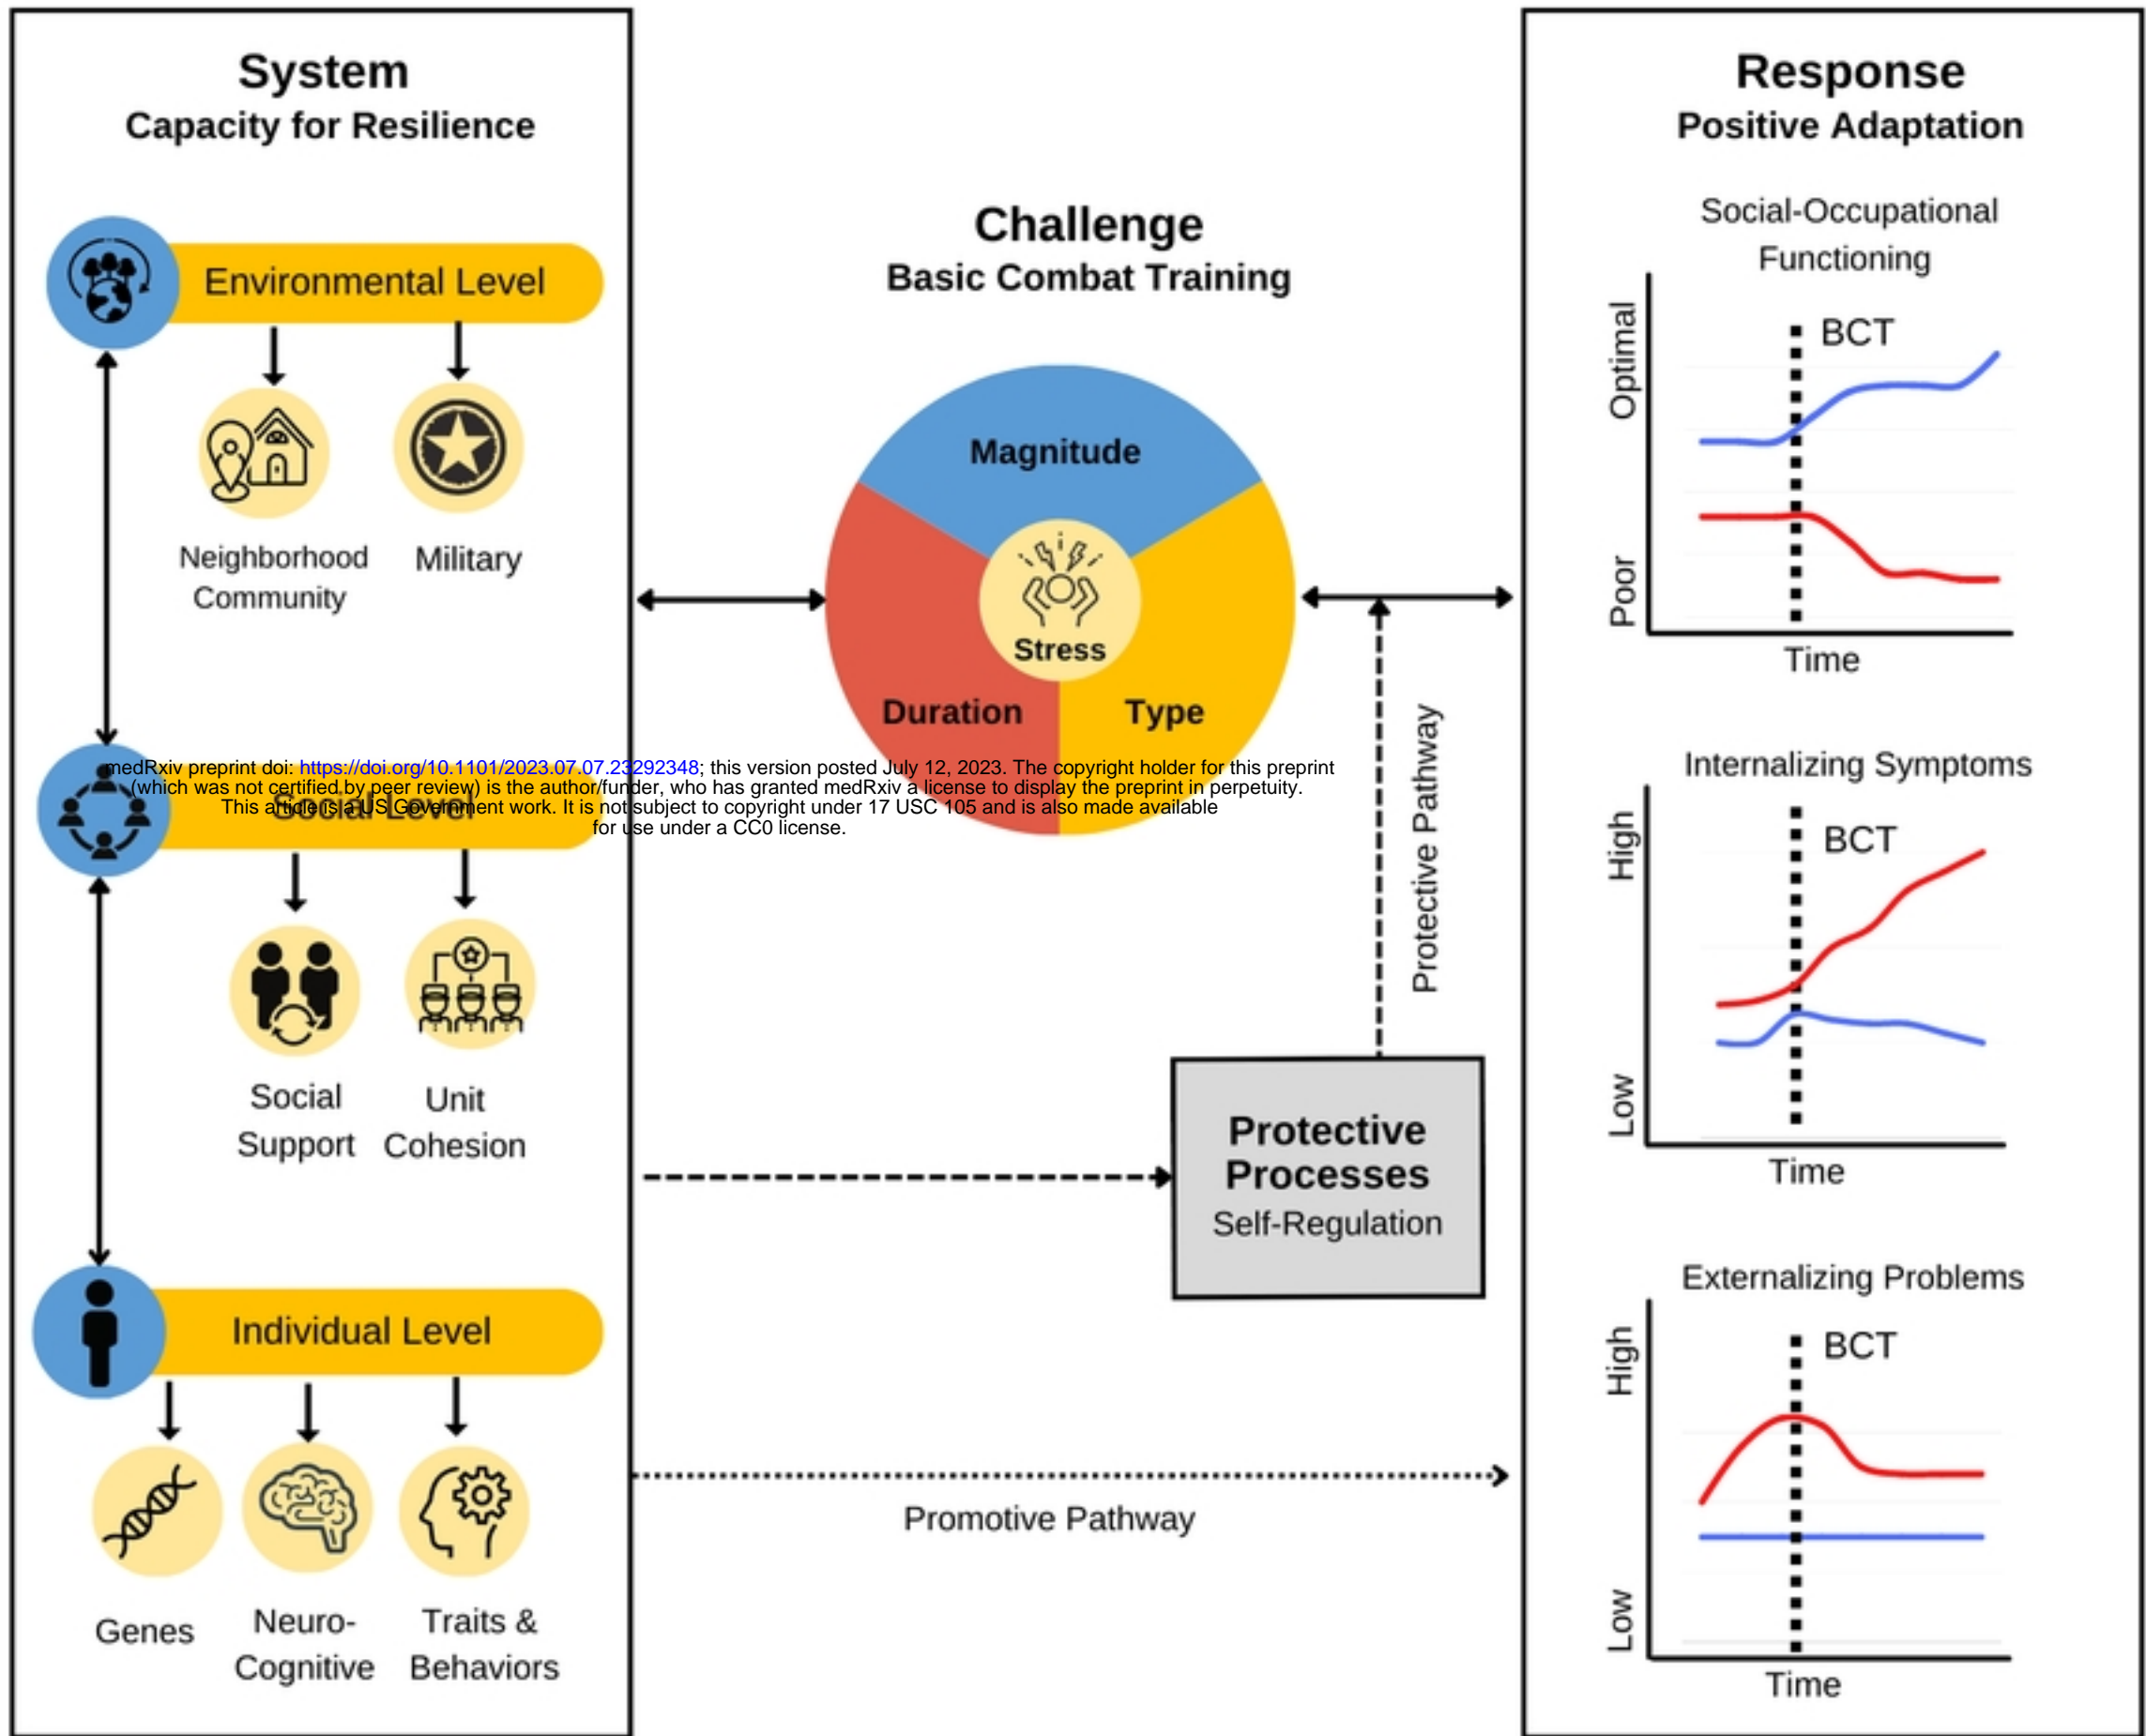 System
Capacity for Resilience
Environmental Level
Neighborhood
Community
Military
Social Level
Social
Support
Unit
Cohesion
Individual Level
Genes
Neuro-
Cognitive
Traits &
Behaviors
Challenge
Basic Combat Training
Magnitude
Stress
Duration
Type
medRxiv preprint doi: https://doi.org/10.1101/2023.07.07.23292348; this version posted July 12, 2023. The copyright holder for this preprint
(which was not certified by peer review) is the author/funder, who has granted medRxiv a license to display the preprint in perpetuity.
This article is a US Government work. It is not subject to copyright under 17 USC 105 and is also made available
for use under a CC0 license.
Protective Pathway
Protective
Processes
Self-Regulation
Promotive Pathway
Response
Positive Adaptation
Social-Occupational
Functioning
Optimal
Poor
BCT
Time
Internalizing Symptoms
High
Low
BCT
Time
Externalizing Problems
High
Low
BCT
Time